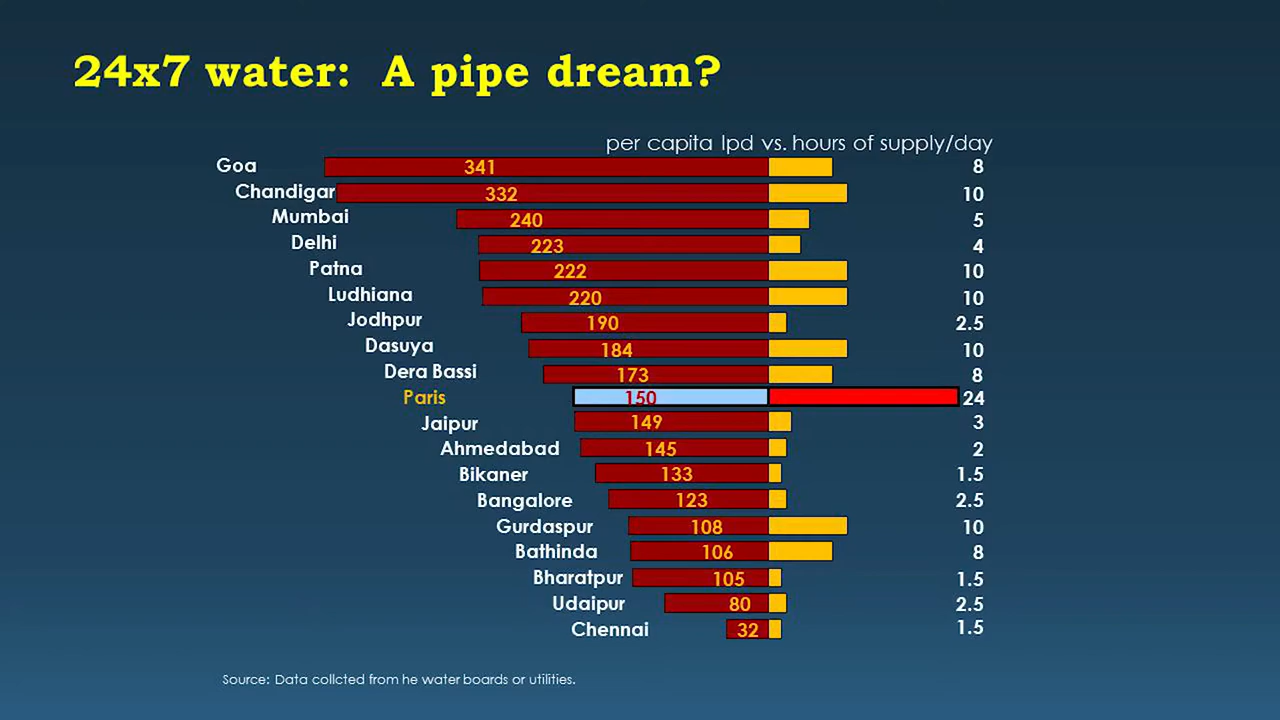 24x7 water: A pipe dream?
per capita lpd vs. hours of supply/day
Goa 341 8
Chandigar 332 10
Mumbai 240 5
Delhi 223 4
Patna 222 10
Ludhiana 220 10
Jodhpur 190 2.5
Dasuya 184 10
Dera Bassi 173 8
Paris 150 24
Jaipur 149 3
Ahmedabad 145 2
Bikaner 133 1.5
Bangalore 123 2.5
Gurdaspur 108 10
Bathinda 106 8
Bharatpur 105 1.5
Udaipur 80 2.5
Chennai 32 1.5
Source: Data collcted from he water boards or utilities.